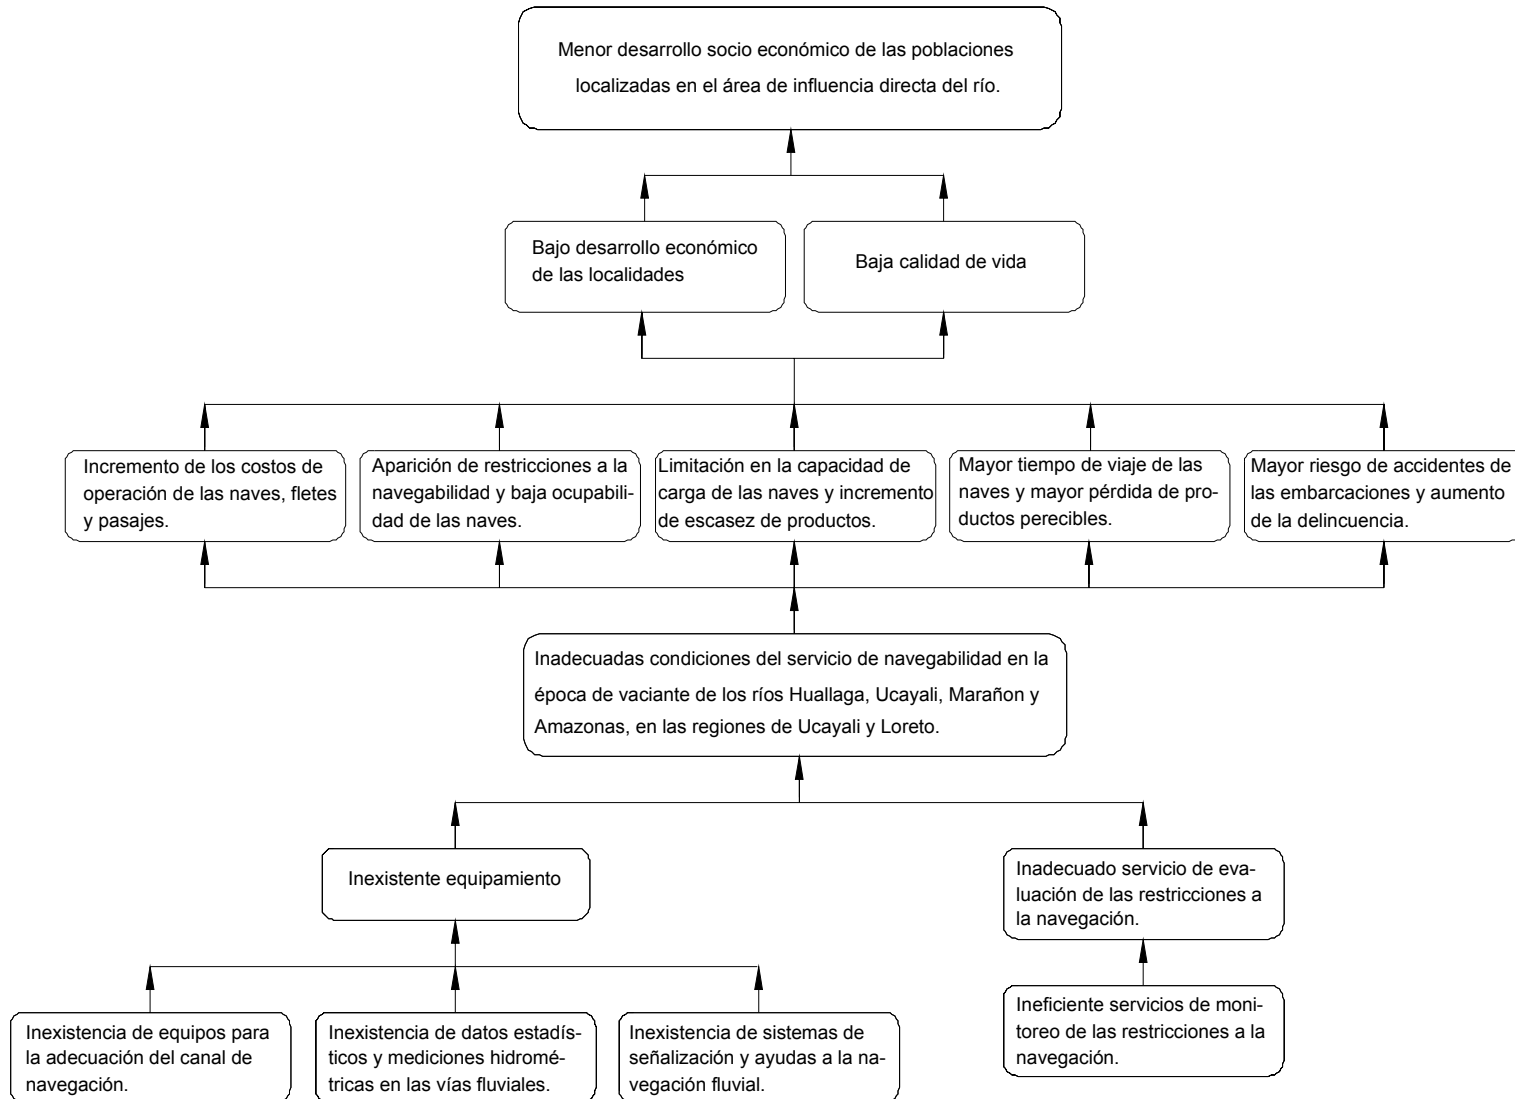 Menor desarrollo socio económico de las poblaciones
localizadas en el área de influencia directa del río.
Bajo desarrollo económico
de las localidades
Baja calidad de vida
Incremento de los costos de
operación de las naves, fletes
y pasajes.
Aparición de restricciones a la
navegabilidad y baja ocupabili-
dad de las naves.
Limitación en la capacidad de
carga de las naves y incremento
de escasez de productos.
Mayor tiempo de viaje de las
naves y mayor pérdida de pro-
ductos perecibles.
Mayor riesgo de accidentes de
las embarcaciones y aumento
de la delincuencia.
Inadecuadas condiciones del servicio de navegabilidad en la
época de vaciante de los ríos Huallaga, Ucayali, Marañon y
Amazonas, en las regiones de Ucayali y Loreto.
Inexistente equipamiento
Inadecuado servicio de eva-
luación de las restricciones a
la navegación.
Inexistencia de equipos para
la adecuación del canal de
navegación.
Inexistencia de datos estadís-
ticos y mediciones hidromé-
tricas en las vías fluviales.
Inexistencia de sistemas de
señalización y ayudas a la na-
vegación fluvial.
Ineficiente servicios de moni-
toreo de las restricciones a la
navegación.